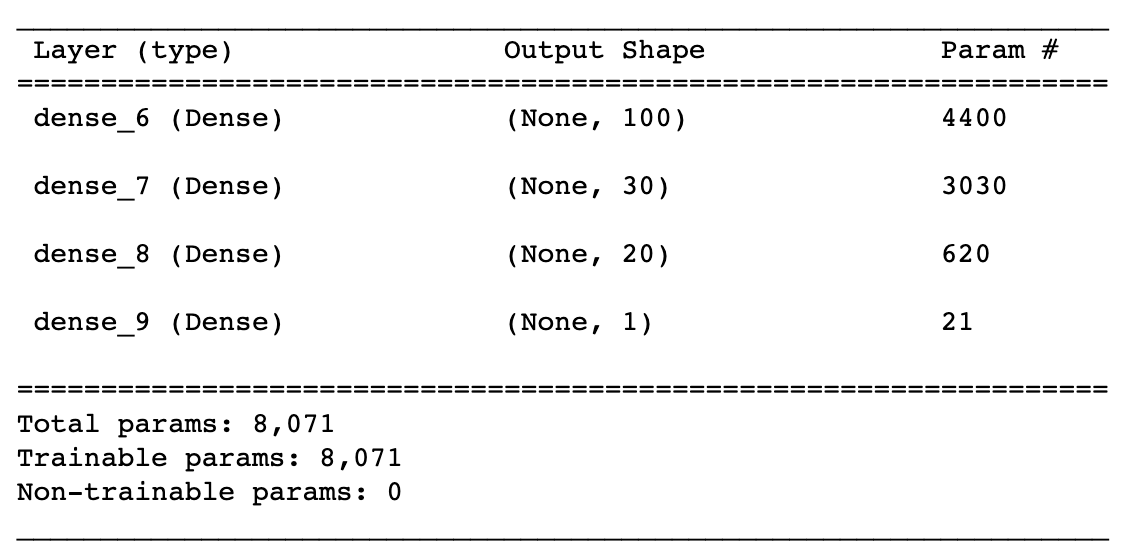 Layer (type) Output Shape Param #
=================================================================
dense_6 (Dense) (None, 100) 4400
dense_7 (Dense) (None, 30) 3030
dense_8 (Dense) (None, 20) 620
dense_9 (Dense) (None, 1) 21
=================================================================
Total params: 8,071
Trainable params: 8,071
Non-trainable params: 0